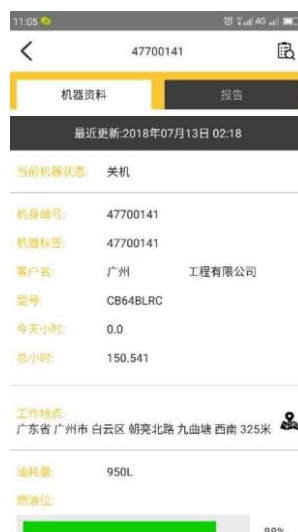 11:05
4G
47700141
机器资料
报告
最近更新:2018年07月13日 02:18
当前机器状态: 关机
机身编号: 47700141
机器标签: 47700141
客户名: 广州 工程有限公司
型号: CB64BLRC
今天小时: 0.0
总小时: 150.541
工作地点:
广东省 广州市 白云区 朝亮北路 九曲塘 西南 325米
油耗量: 950L
燃油位:
88%